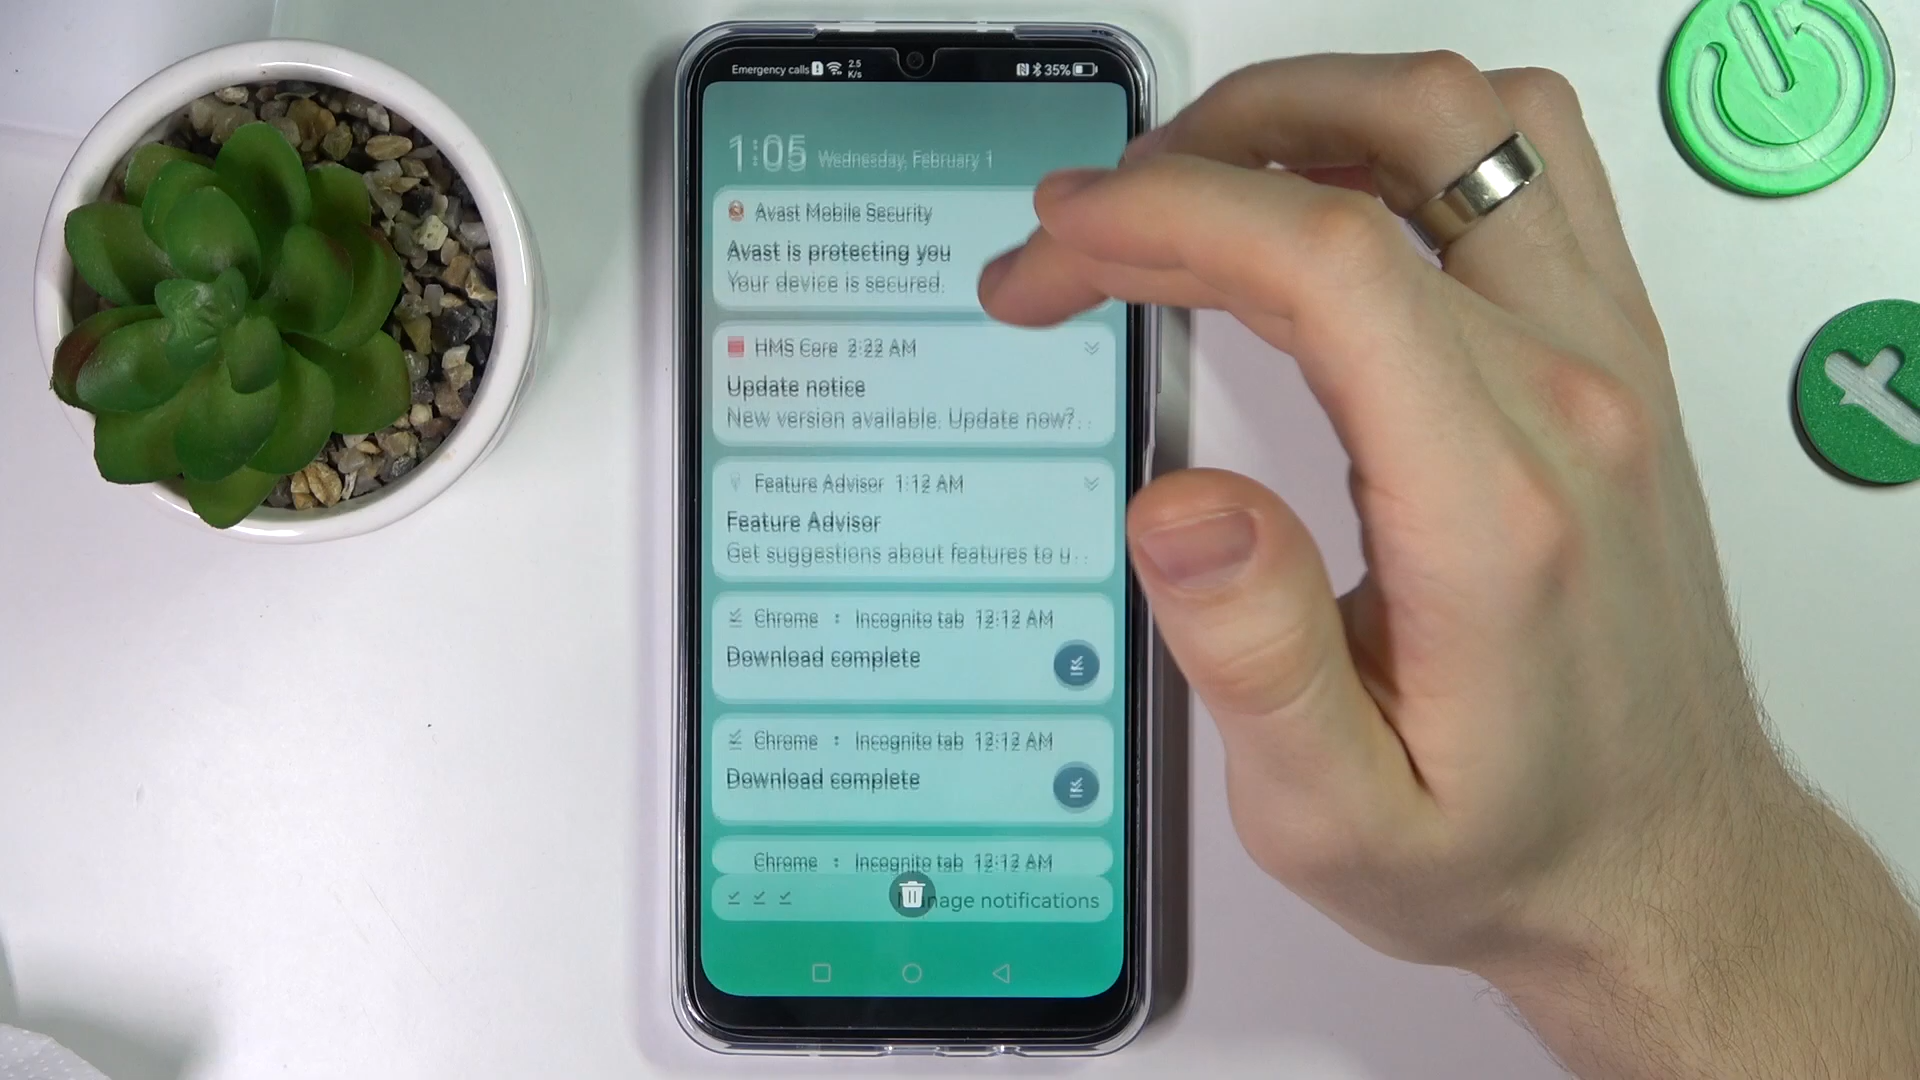 Emergency calls 2.5 K/s 35%
1:05 Wednesday, February 1
Avast Mobile Security
Avast is protecting you
Your device is secured.
HMS Core 2:22 AM
Update notice
New version available. Update now?..
Feature Advisor 1:12 AM
Feature Advisor
Get suggestions about features to u...
Chrome : Incognito tab 12:12 AM
Download complete
Chrome : Incognito tab 12:12 AM
Download complete
Chrome : Incognito tab 12:12 AM
notifications